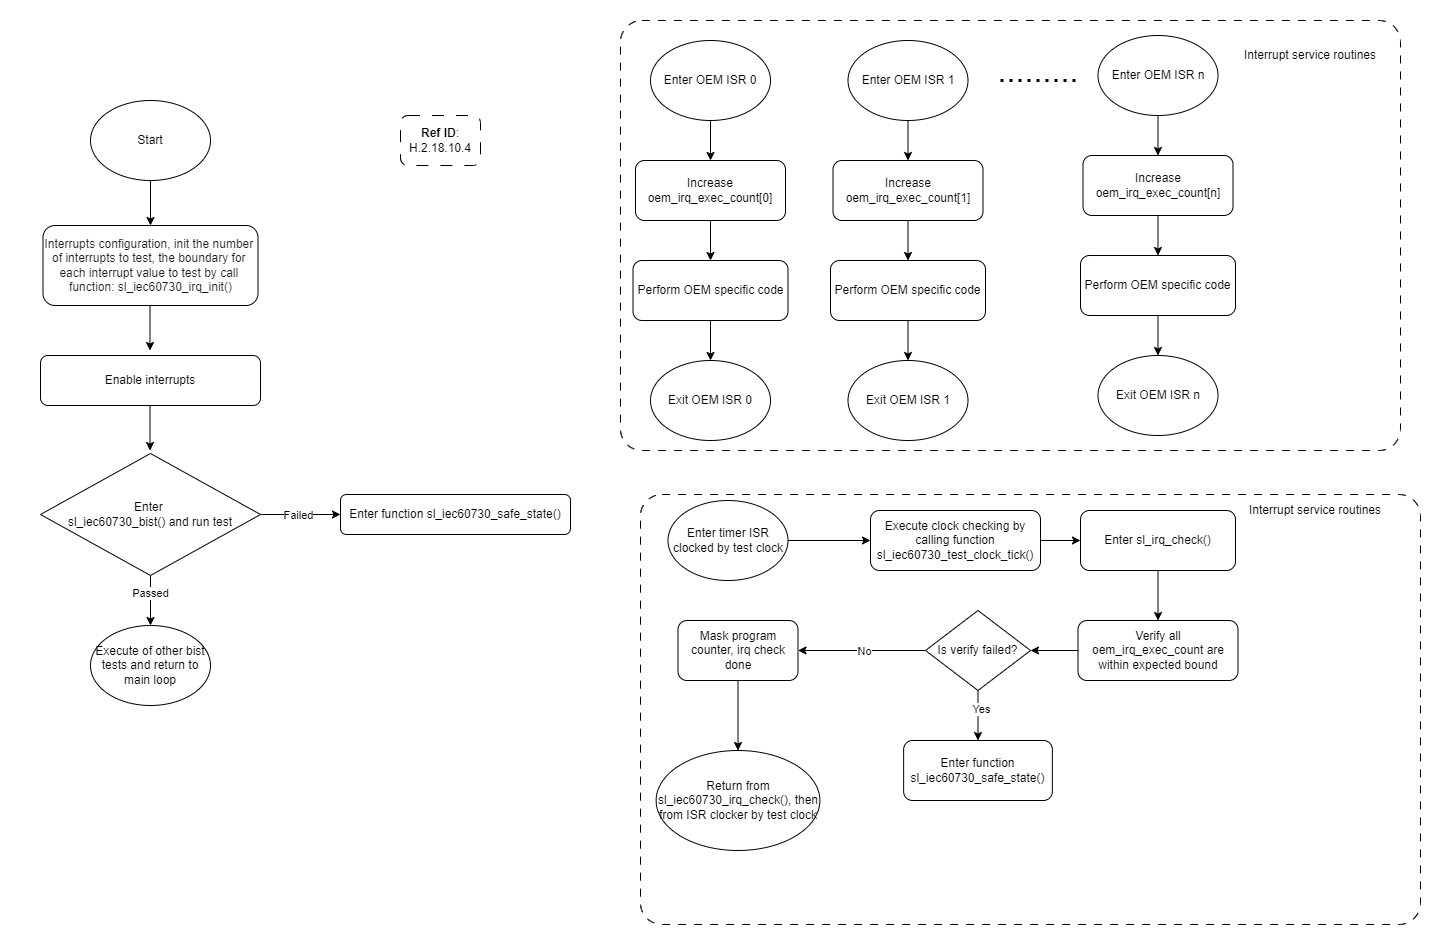 Start
Interrupts configuration, init the number
of interrupts to test, the boundary for
each interrupt value to test by call
function: sl_iec60730_irq_init()
Enable interrupts
Enter
sl_iec60730_bist() and run test
Failed
Enter function sl_iec60730_safe_state()
Passed
Execute of other bist
tests and return to
main loop
Ref ID:
H.2.18.10.4
Interrupt service routines
Enter OEM ISR 0
Increase
oem_irq_exec_count[0]
Perform OEM specific code
Exit OEM ISR 0
Enter OEM ISR 1
Increase
oem_irq_exec_count[1]
Perform OEM specific code
Exit OEM ISR 1
.........
Enter OEM ISR n
Increase
oem_irq_exec_count[n]
Perform OEM specific code
Exit OEM ISR n
Interrupt service routines
Enter timer ISR
clocked by test clock
Execute clock checking by
calling function
sl_iec60730_test_clock_tick()
Enter sl_irq_check()
Verify all
oem_irq_exec_count are
within expected bound
Is verify failed?
No
Mask program
counter, irq check
done
Yes
Enter function
sl_iec60730_safe_state()
Return from
sl_iec60730_irq_check(), then
from ISR clocker by test clock